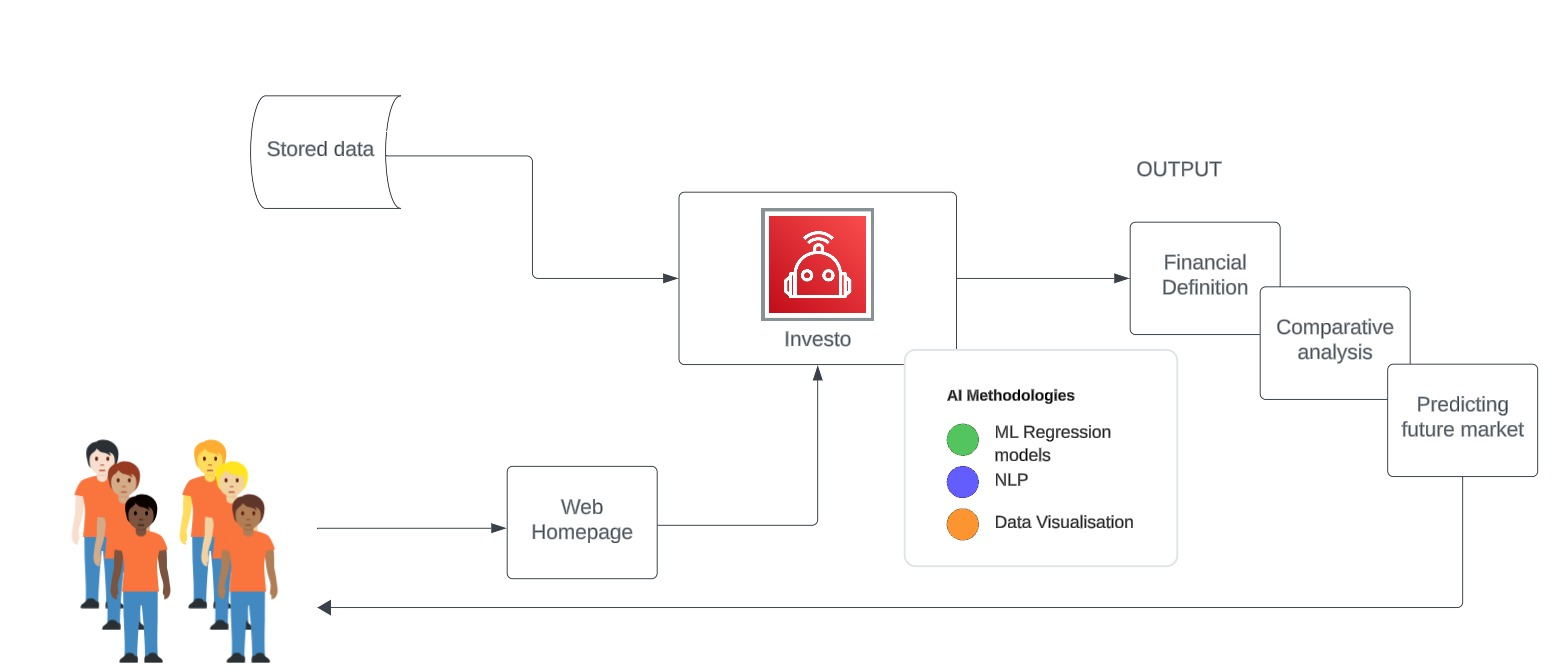 Stored data
OUTPUT
Financial
Definition
Comparative
analysis
Predicting
future market
Investo
AI Methodologies
ML Regression
models
NLP
Data Visualisation
Web
Homepage